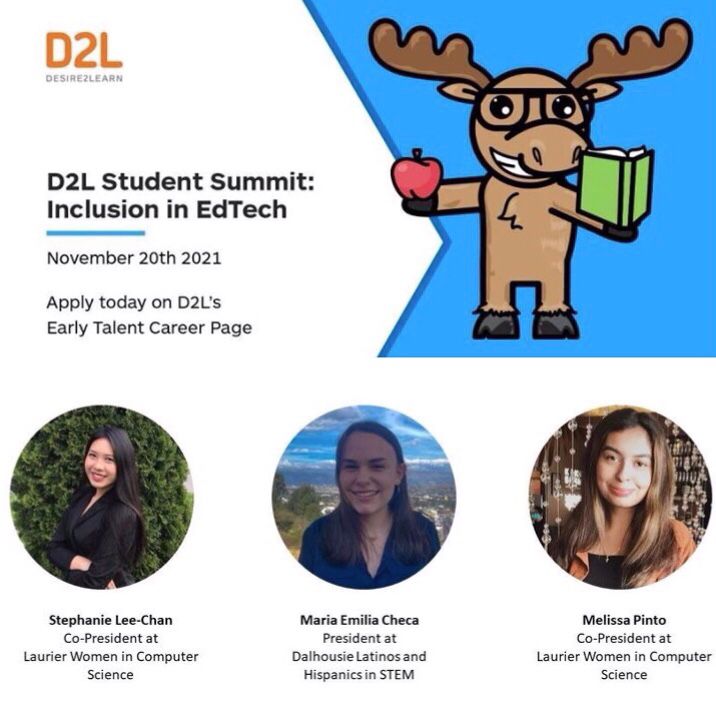 D2L
DESIRE2LEARN
D2L Student Summit:
Inclusion in EdTech
November 20th 2021
Apply today on D2L's
Early Talent Career Page
Stephanie Lee-Chan
Co-President at
Laurier Women in Computer
Science
Maria Emilia Checa
President at
Dalhousie Latinos and
Hispanics in STEM
Melissa Pinto
Co-President at
Laurier Women in Computer
Science